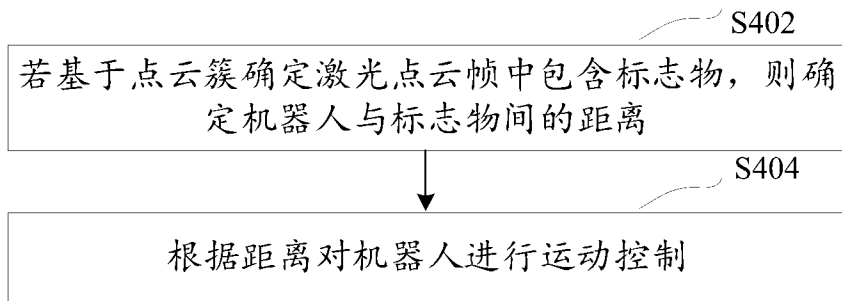 S402
若基于点云簇确定激光点云帧中包含标志物，则确
定机器人与标志物间的距离
S404
根据距离对机器人进行运动控制